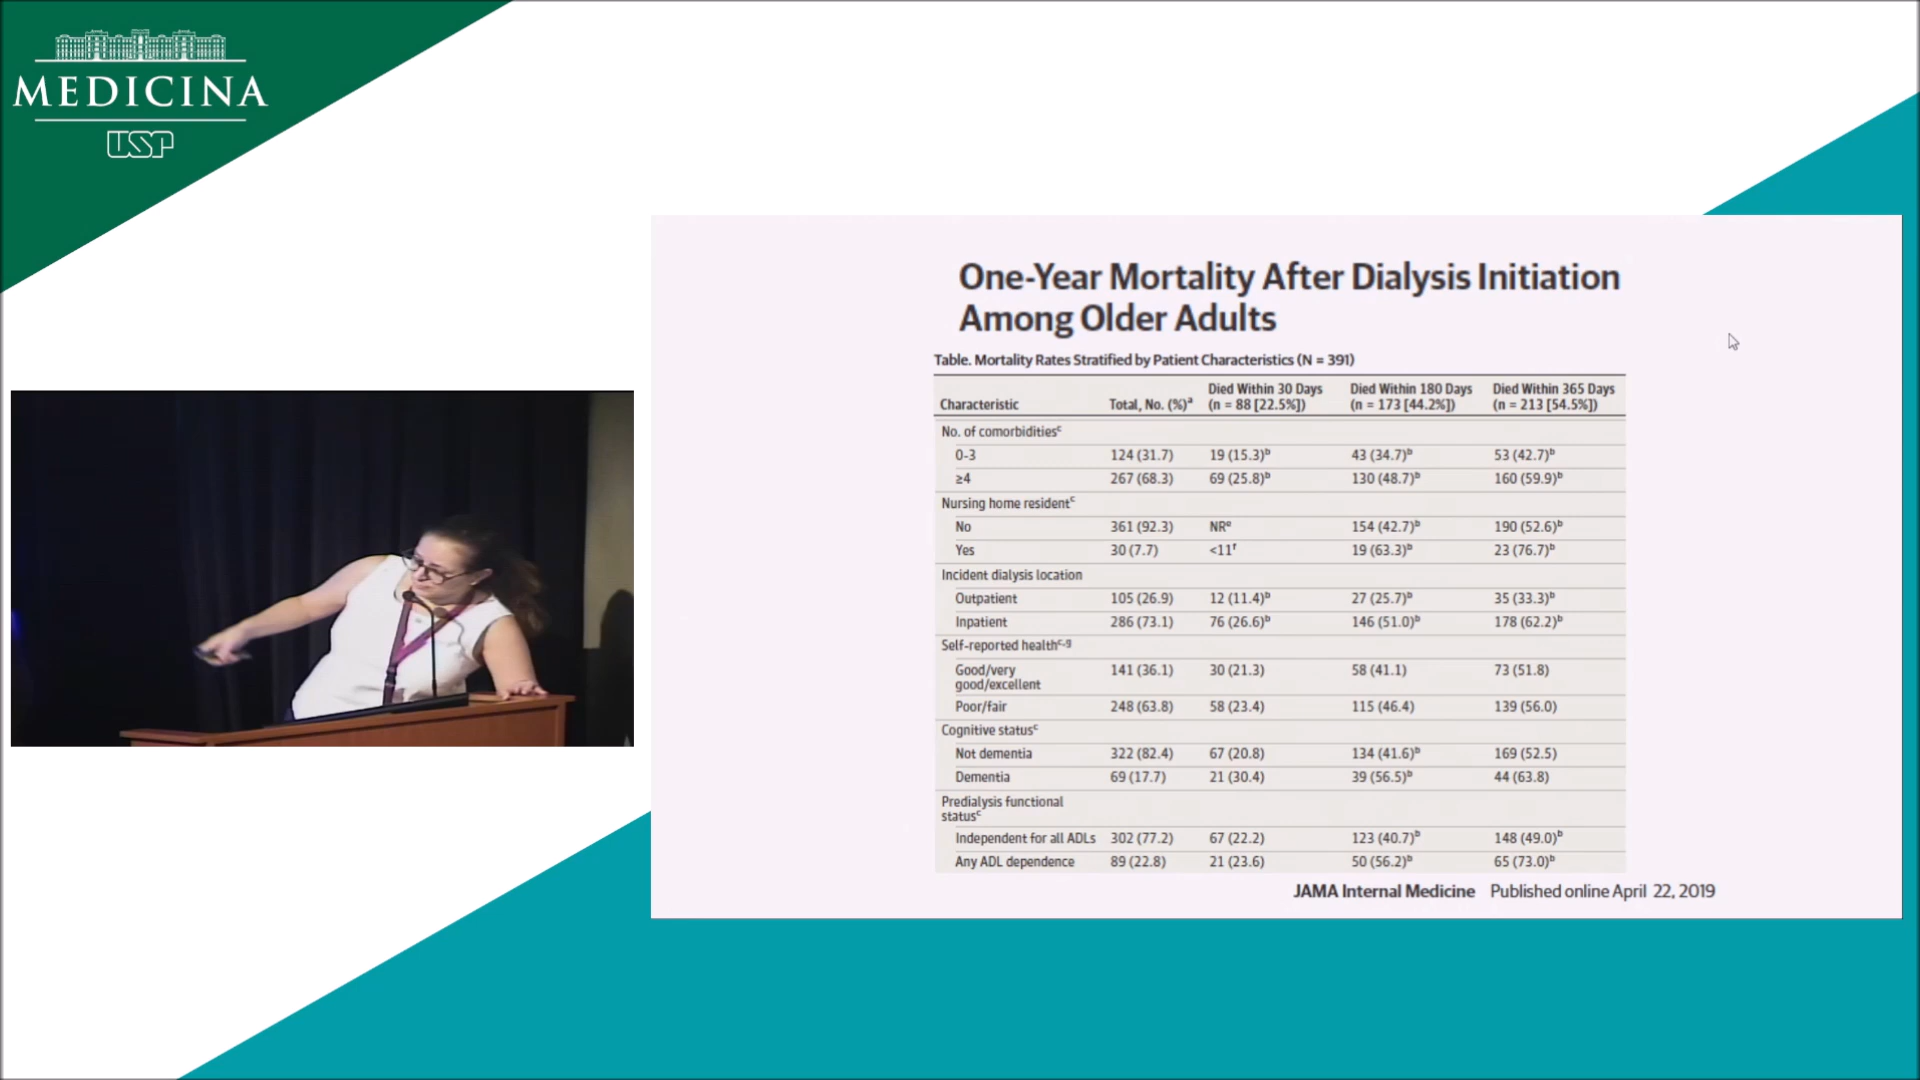 MEDICINA
USP
One-Year Mortality After Dialysis Initiation
Among Older Adults
Table. Mortality Rates Stratified by Patient Characteristics (N = 391)
Characteristic Total, No. (%)ᵃ Died Within 30 Days (n = 88 [22.5%]) Died Within 180 Days (n = 173 [44.2%]) Died Within 365 Days (n = 213 [54.5%])
No. of comorbiditiesᶜ
0-3 124 (31.7) 19 (15.3)ᵇ 43 (34.7)ᵇ 53 (42.7)ᵇ
≥4 267 (68.3) 69 (25.8)ᵇ 130 (48.7)ᵇ 160 (59.9)ᵇ
Nursing home residentᶜ
No 361 (92.3) NRᵉ 154 (42.7)ᵇ 190 (52.6)ᵇ
Yes 30 (7.7) <11ᶠ 19 (63.3)ᵇ 23 (76.7)ᵇ
Incident dialysis location
Outpatient 105 (26.9) 12 (11.4)ᵇ 27 (25.7)ᵇ 35 (33.3)ᵇ
Inpatient 286 (73.1) 76 (26.6)ᵇ 146 (51.0)ᵇ 178 (62.2)ᵇ
Self-reported healthᶜ,ᵍ
Good/very good/excellent 141 (36.1) 30 (21.3) 58 (41.1) 73 (51.8)
Poor/fair 248 (63.8) 58 (23.4) 115 (46.4) 139 (56.0)
Cognitive statusᶜ
Not dementia 322 (82.4) 67 (20.8) 134 (41.6)ᵇ 169 (52.5)
Dementia 69 (17.7) 21 (30.4) 39 (56.5)ᵇ 44 (63.8)
Predialysis functional
statusᶜ
Independent for all ADLs 302 (77.2) 67 (22.2) 123 (40.7)ᵇ 148 (49.0)ᵇ
Any ADL dependence 89 (22.8) 21 (23.6) 50 (56.2)ᵇ 65 (73.0)ᵇ
JAMA Internal Medicine Published online April 22, 2019